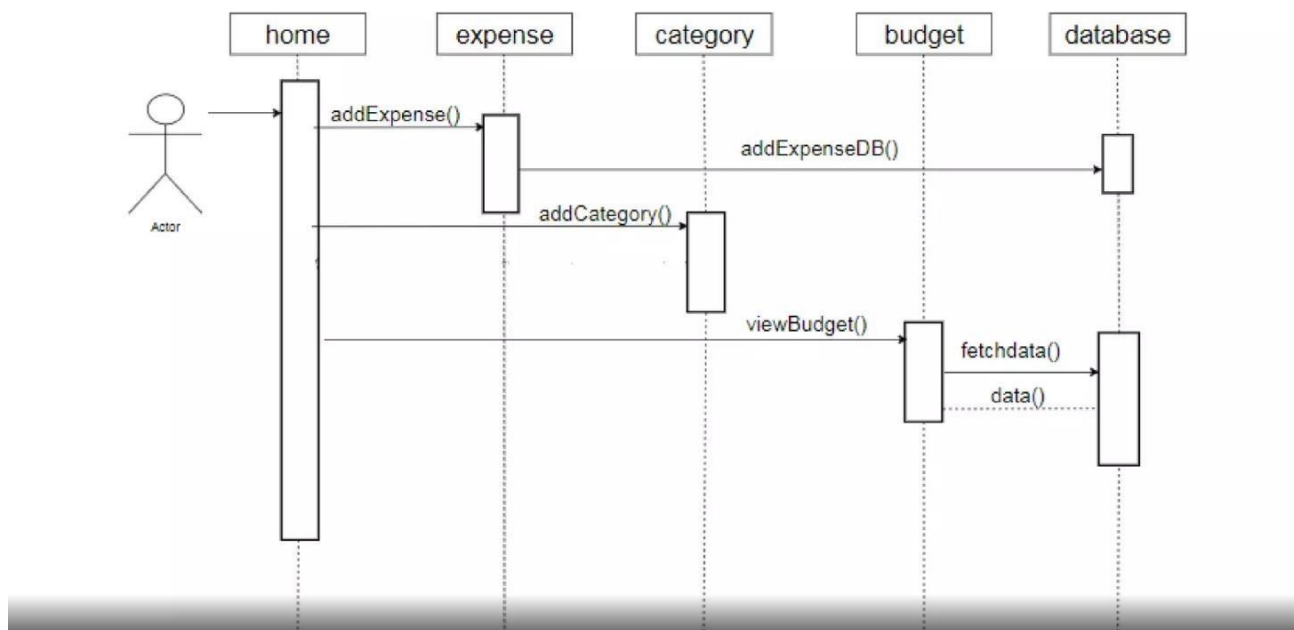 home
expense
category
budget
database
addExpense()
addExpenseDB()
Actor
addCategory()
viewBudget()
fetchdata()
data()